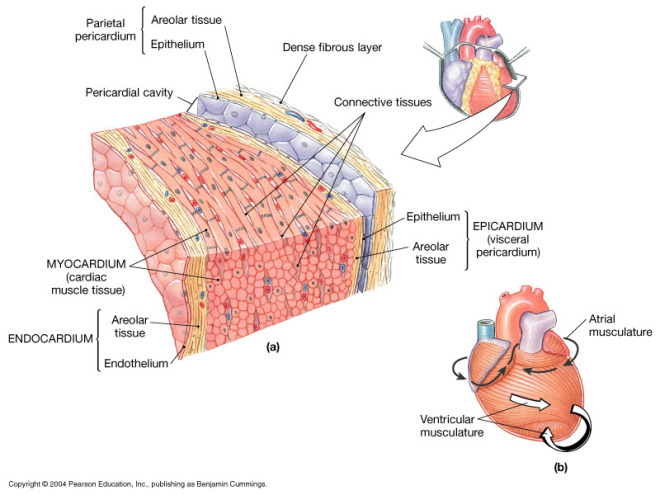 Parietal
pericardium
Areolar tissue
Epithelium
Dense fibrous layer
Pericardial cavity
Connective tissues
Epithelium
Areolar
tissue
EPICARDIUM
(visceral
pericardium)
MYOCARDIUM
(cardiac
muscle tissue)
ENDOCARDIUM
Areolar
tissue
Endothelium
(a)
Atrial
musculature
Ventricular
musculature
(b)
Copyright © 2004 Pearson Education, Inc., publishing as Benjamin Cummings.